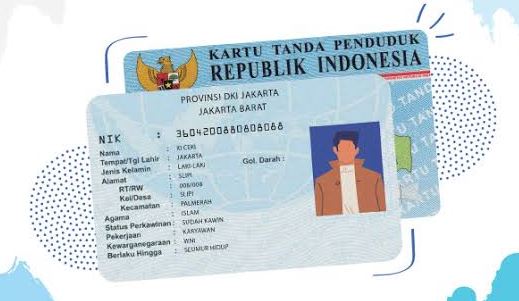 KARTU TANDA PENDUDUK
REPUBLIK INDONESIA
PROVINSI DKI JAKARTA
JAKARTA BARAT
NIK : 3604200880808088
Nama : KI CEKI
Tempat/Tgl Lahir : JAKARTA
Jenis Kelamin : LAKI-LAKI Gol. Darah :
Alamat : SLIPI
RT/RW : 008/008
Kel/Desa : SLIPI
Kecamatan : PALMERAH
Agama : ISLAM
Status Perkawinan : SUDAH KAWIN
Pekerjaan : KARYAWAN
Kewarganegaraan : WNI
Berlaku Hingga : SEUMUR HIDUP